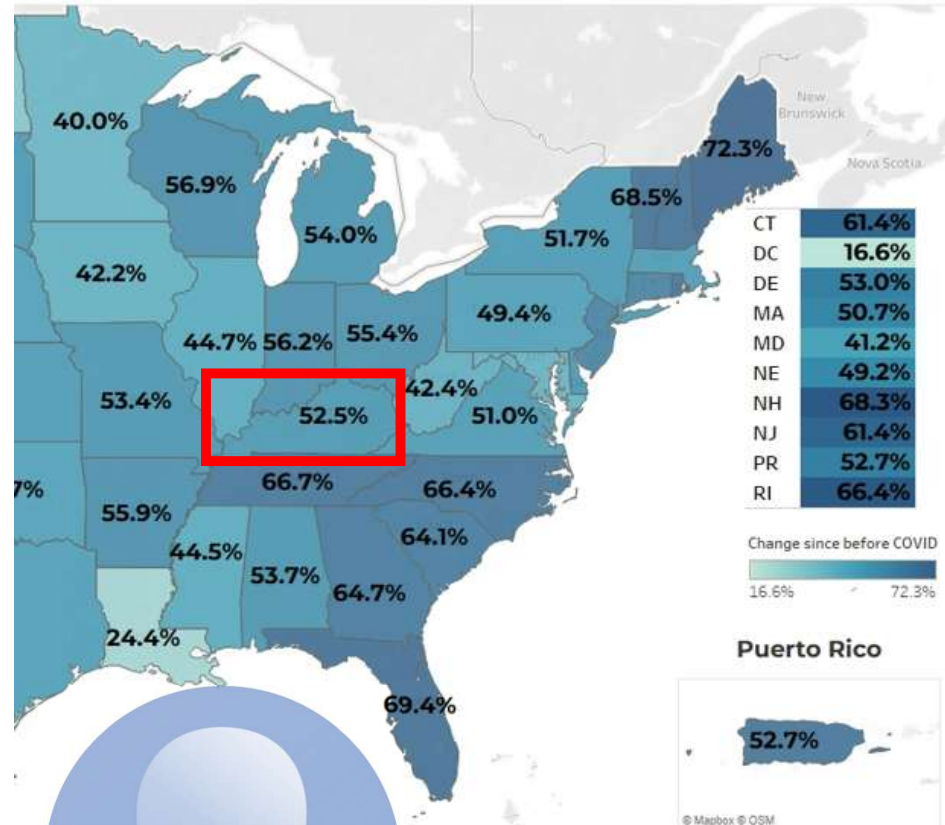 New
Brunswick
Nova Scotia
40.0%
72.3%
56.9%
68.5%
54.0%
51.7%
42.2%
49.4%
44.7% 56.2% 55.4%
42.4%
53.4%
52.5%
51.0%
7%
66.7%
66.4%
55.9%
64.1%
44.5%
53.7%
64.7%
24.4%
69.4%
CT 61.4%
DC 16.6%
DE 53.0%
MA 50.7%
MD 41.2%
NE 49.2%
NH 68.3%
NJ 61.4%
PR 52.7%
RI 66.4%
Change since before COVID
16.6% 72.3%
Puerto Rico
52.7%
© Mapbox © OSM